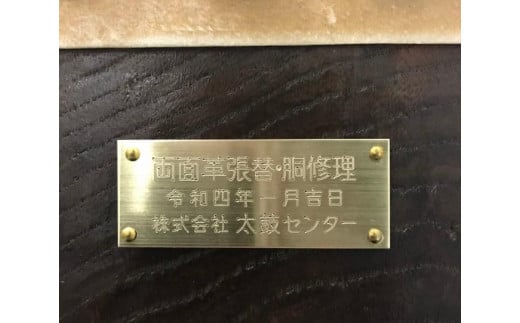 両面革張替・胴修理
令和四年一月吉日
株式会社 太鼓センター